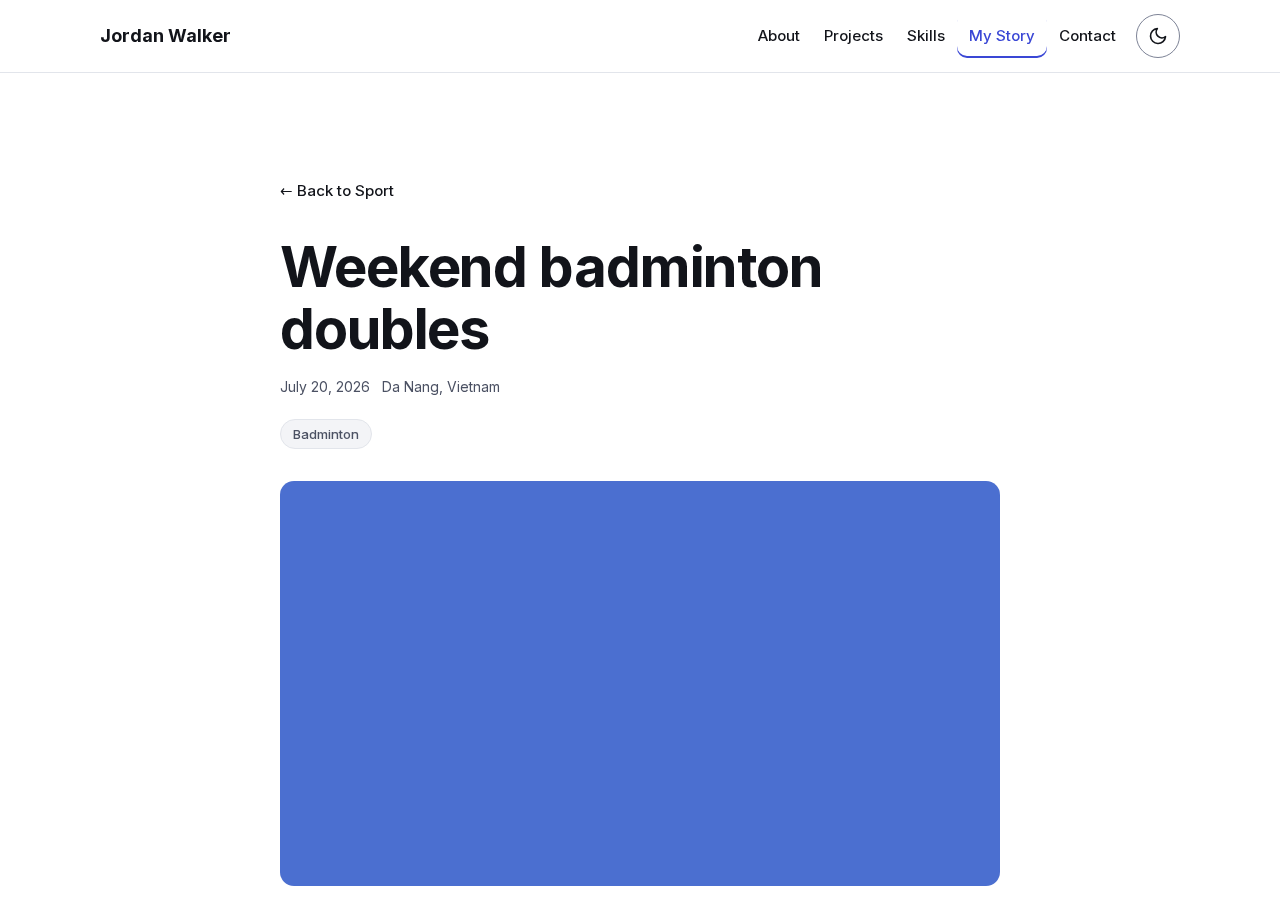 Jordan Walker
About Projects Skills My Story Contact
← Back to Sport
Weekend badminton
doubles
July 20, 2026 Da Nang, Vietnam
Badminton